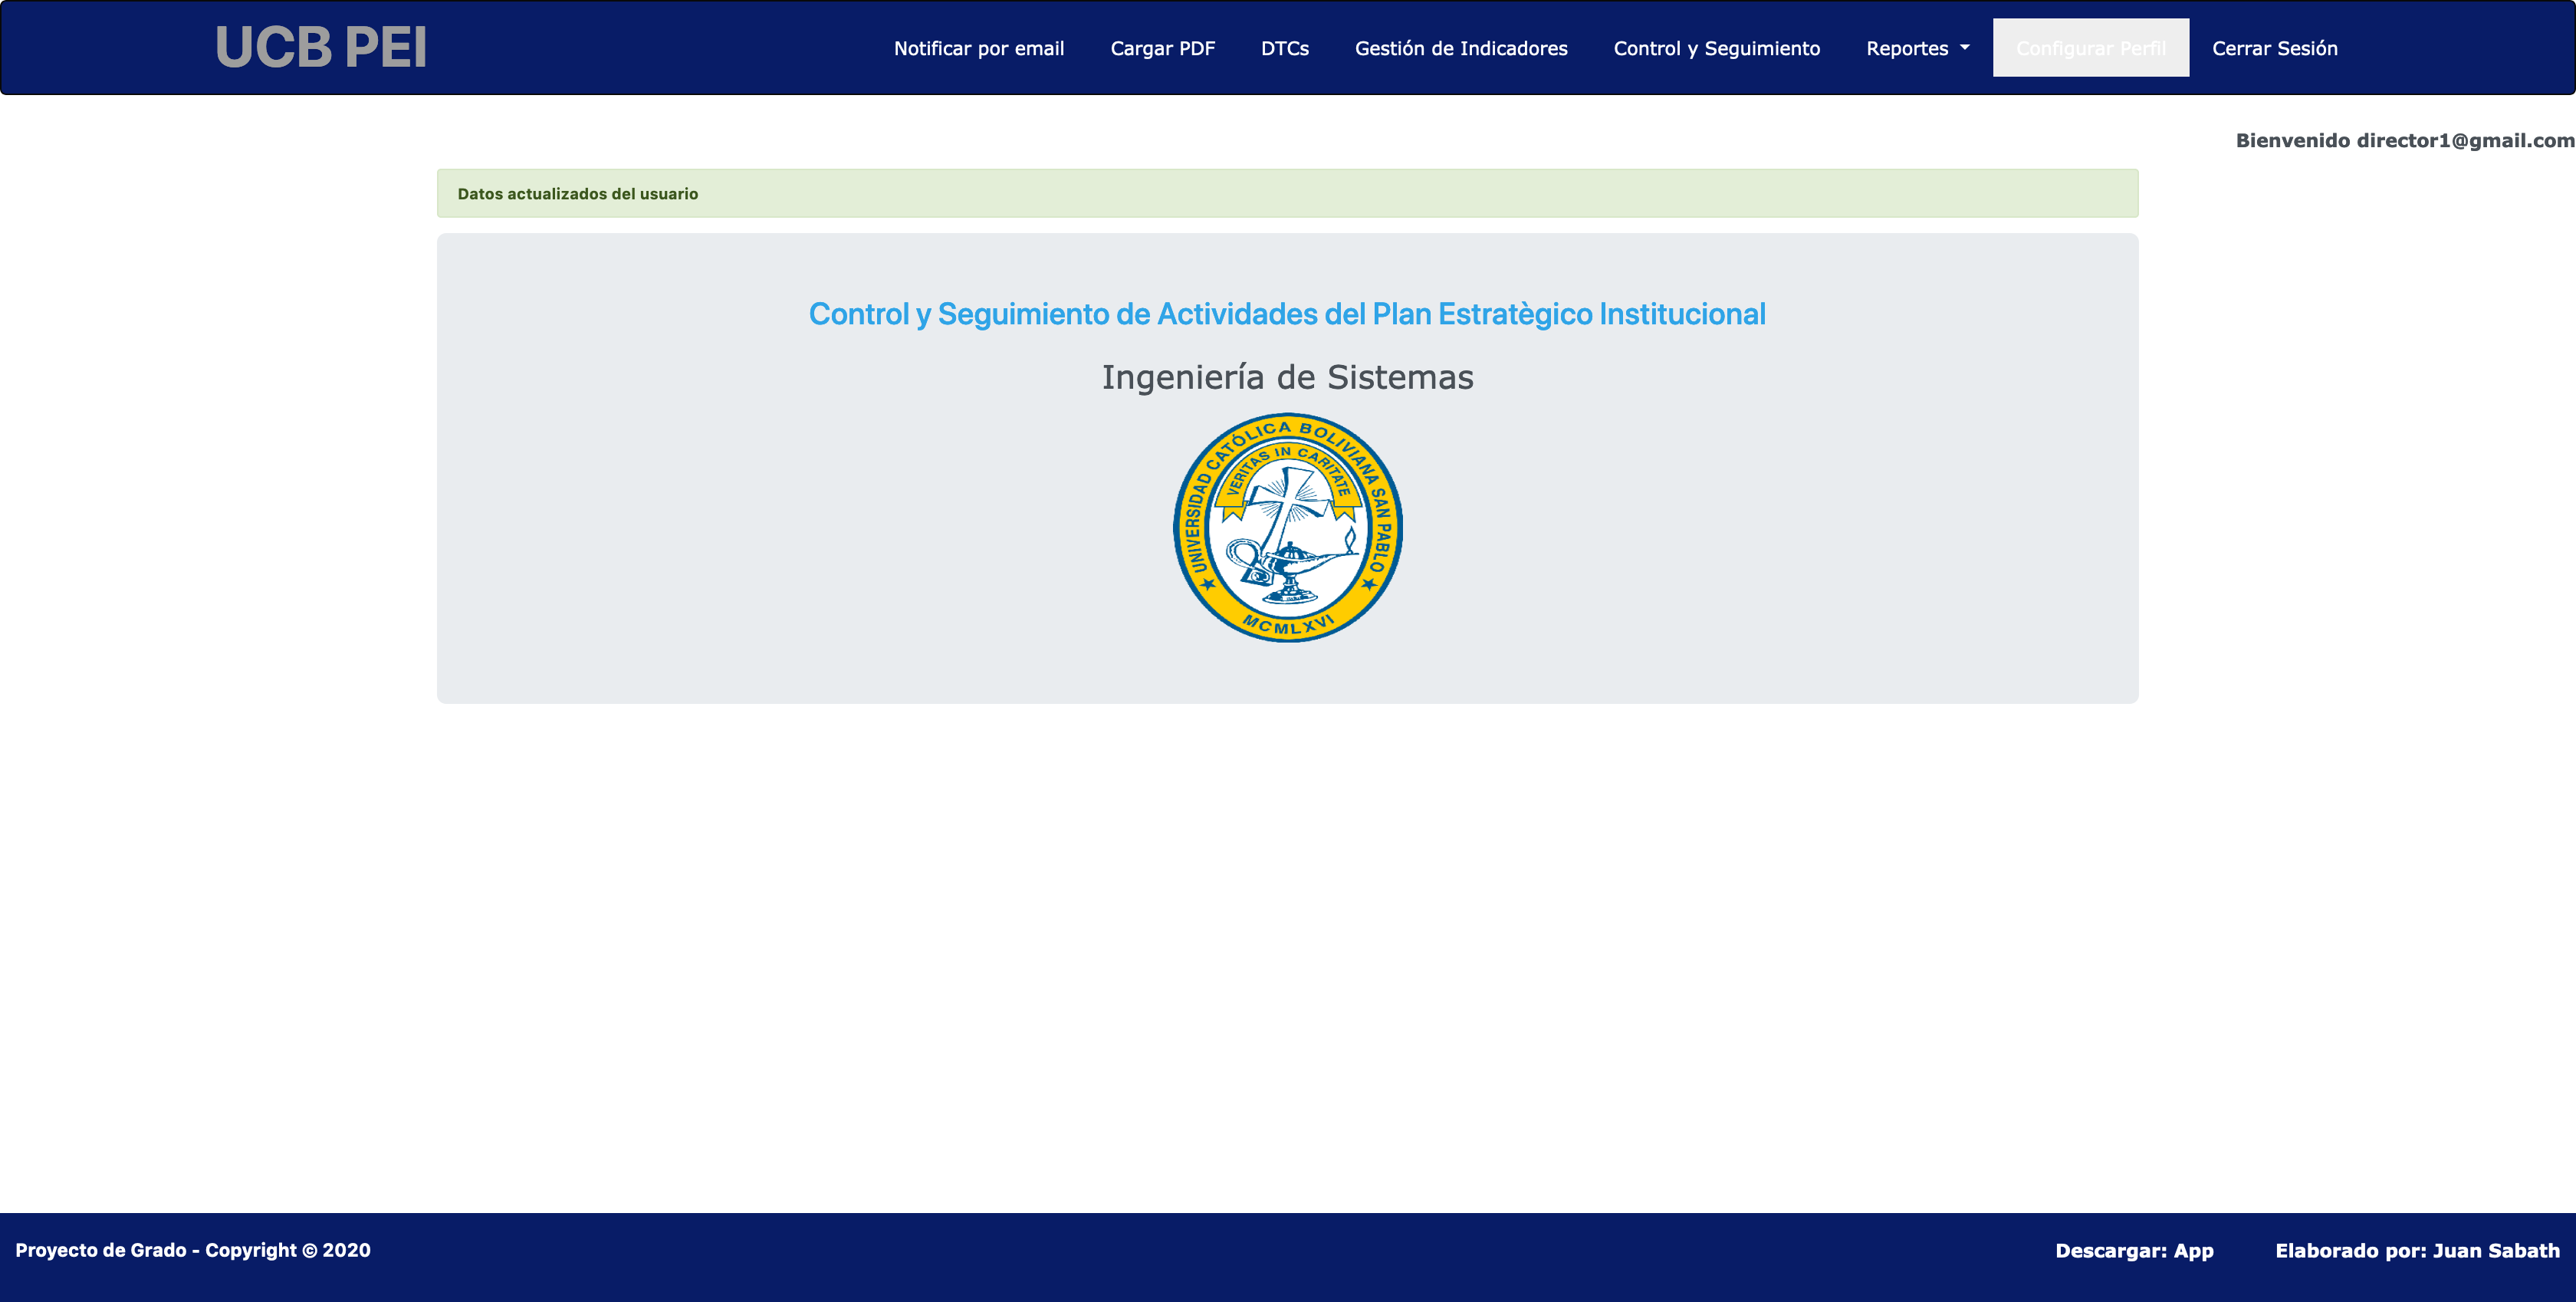 UCB PEI
Notificar por email Cargar PDF DTCs Gestión de Indicadores Control y Seguimiento Reportes Configurar Perfil Cerrar Sesión
Bienvenido director1@gmail.com
Datos actualizados del usuario
Control y Seguimiento de Actividades del Plan Estratègico Institucional
Ingeniería de Sistemas
UNIVERSIDAD CATÓLICA BOLIVIANA SAN PABLO
VERITAS IN CARITATE
MCMLXVI
Proyecto de Grado - Copyright © 2020
Descargar: App
Elaborado por: Juan Sabath